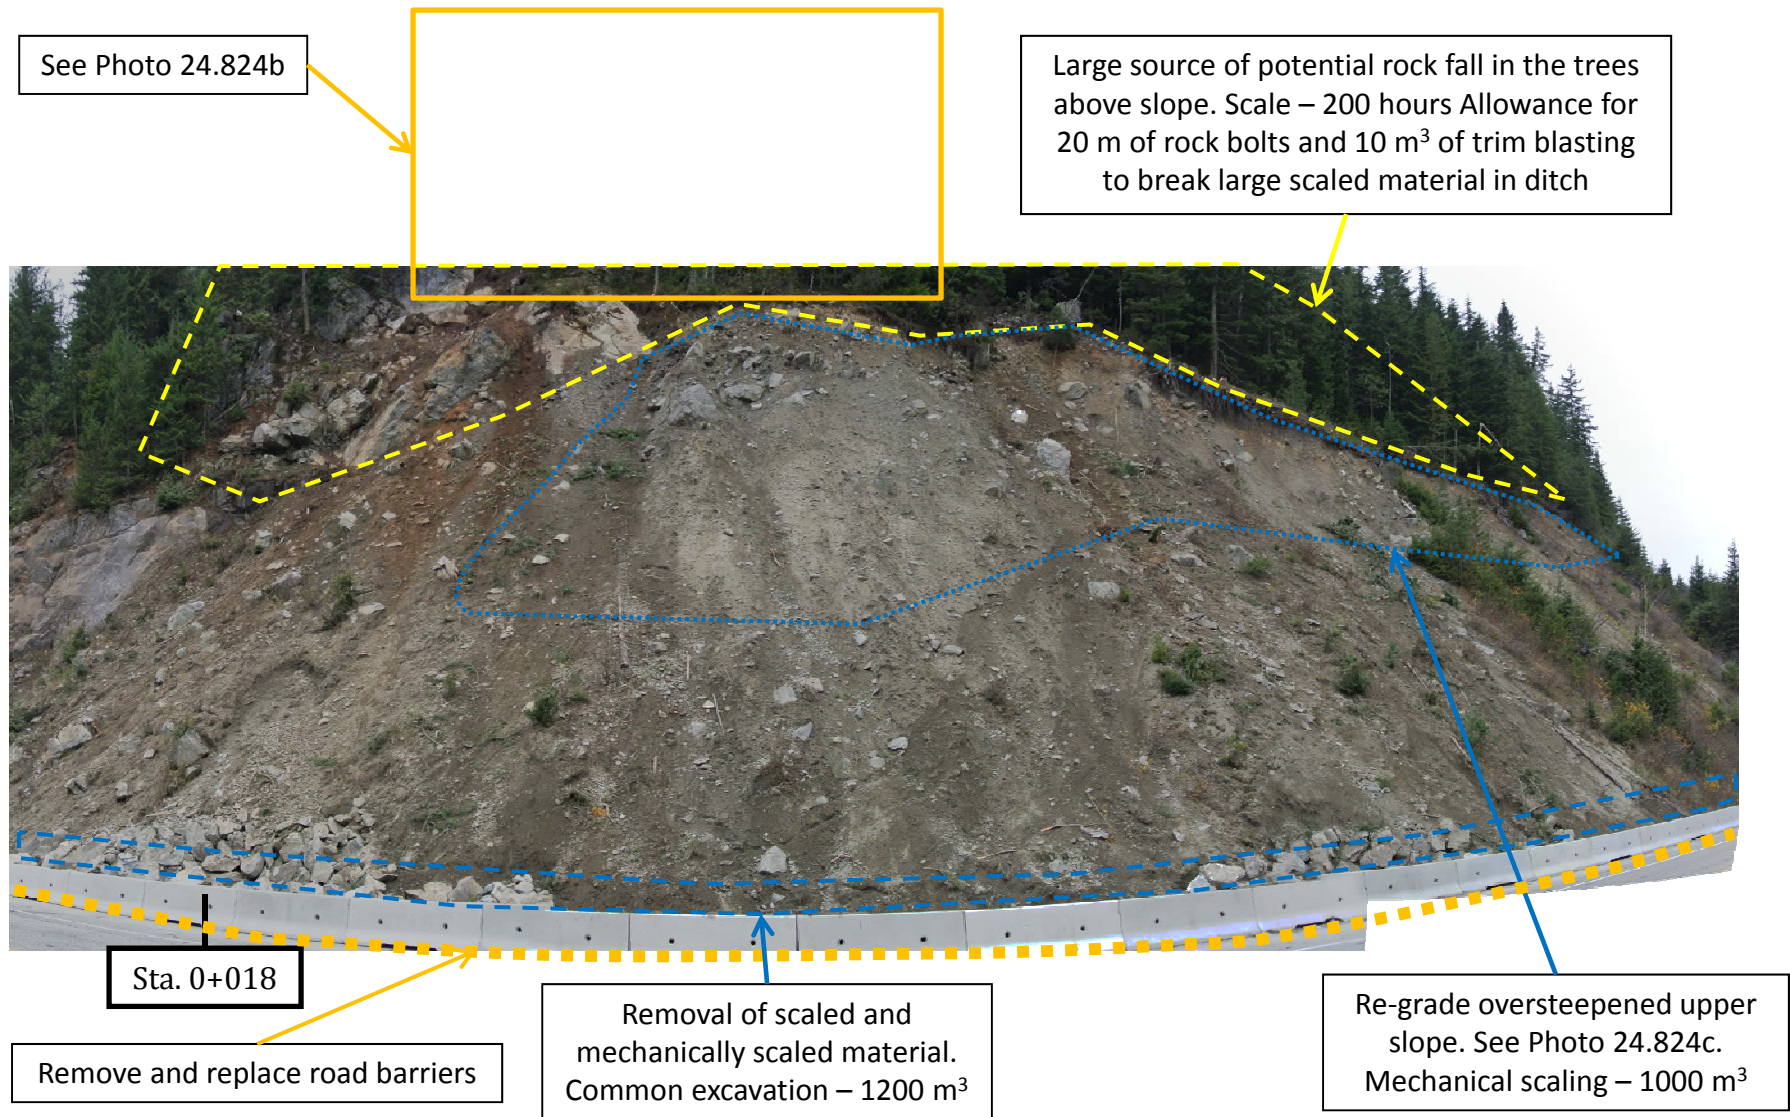 See Photo 24.824b
Large source of potential rock fall in the trees
above slope. Scale – 200 hours Allowance for
20 m of rock bolts and 10 m³ of trim blasting
to break large scaled material in ditch
Sta. 0+018
Remove and replace road barriers
Removal of scaled and
mechanically scaled material.
Common excavation – 1200 m³
Re-grade oversteepened upper
slope. See Photo 24.824c.
Mechanical scaling – 1000 m³